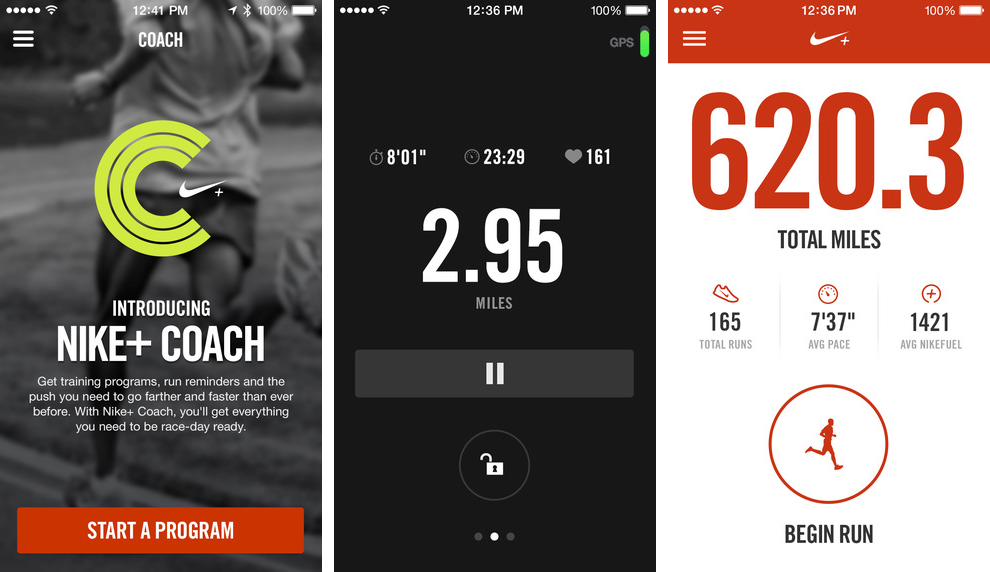 12:41 PM 100%
COACH
INTRODUCING
NIKE+ COACH
Get training programs, run reminders and the
push you need to go farther and faster than ever
before. With Nike+ Coach, you'll get everything
you need to be race-day ready.
START A PROGRAM
12:36 PM 100%
GPS
8'01" 23:29 161
2.95
MILES
12:36 PM 100%
620.3
TOTAL MILES
165 7'37" 1421
TOTAL RUNS AVG PACE AVG NIKEFUEL
BEGIN RUN